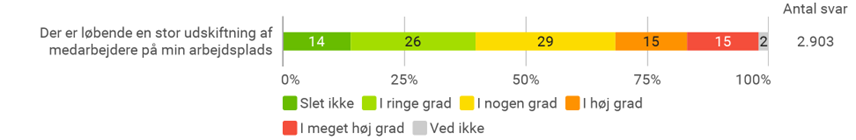 Antal svar
Der er løbende en stor udskiftning af
medarbejdere på min arbejdsplads
14 26 29 15 15 2 2.903
0% 25% 50% 75% 100%
Slet ikke I ringe grad I nogen grad I høj grad
I meget høj grad Ved ikke